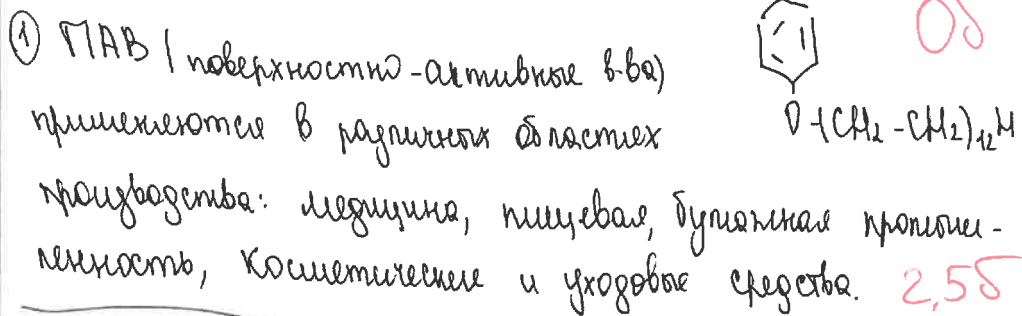 ① ПАВ (поверхностно-активные в-ва)
применяются в различных областях
производства: медицина, пищевая, бумажная промыш-
ленность, косметические и уходовые средства.
O-(CH2-CH2)12H
0б
2,5б